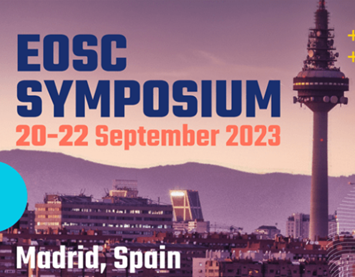 EOSC
SYMPOSIUM
20-22 September 2023
Madrid, Spain